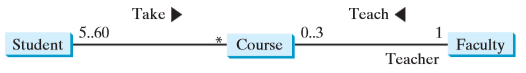 Take ▶ Teach ◀
5..60 * 0..3 1
Student Course Faculty
Teacher